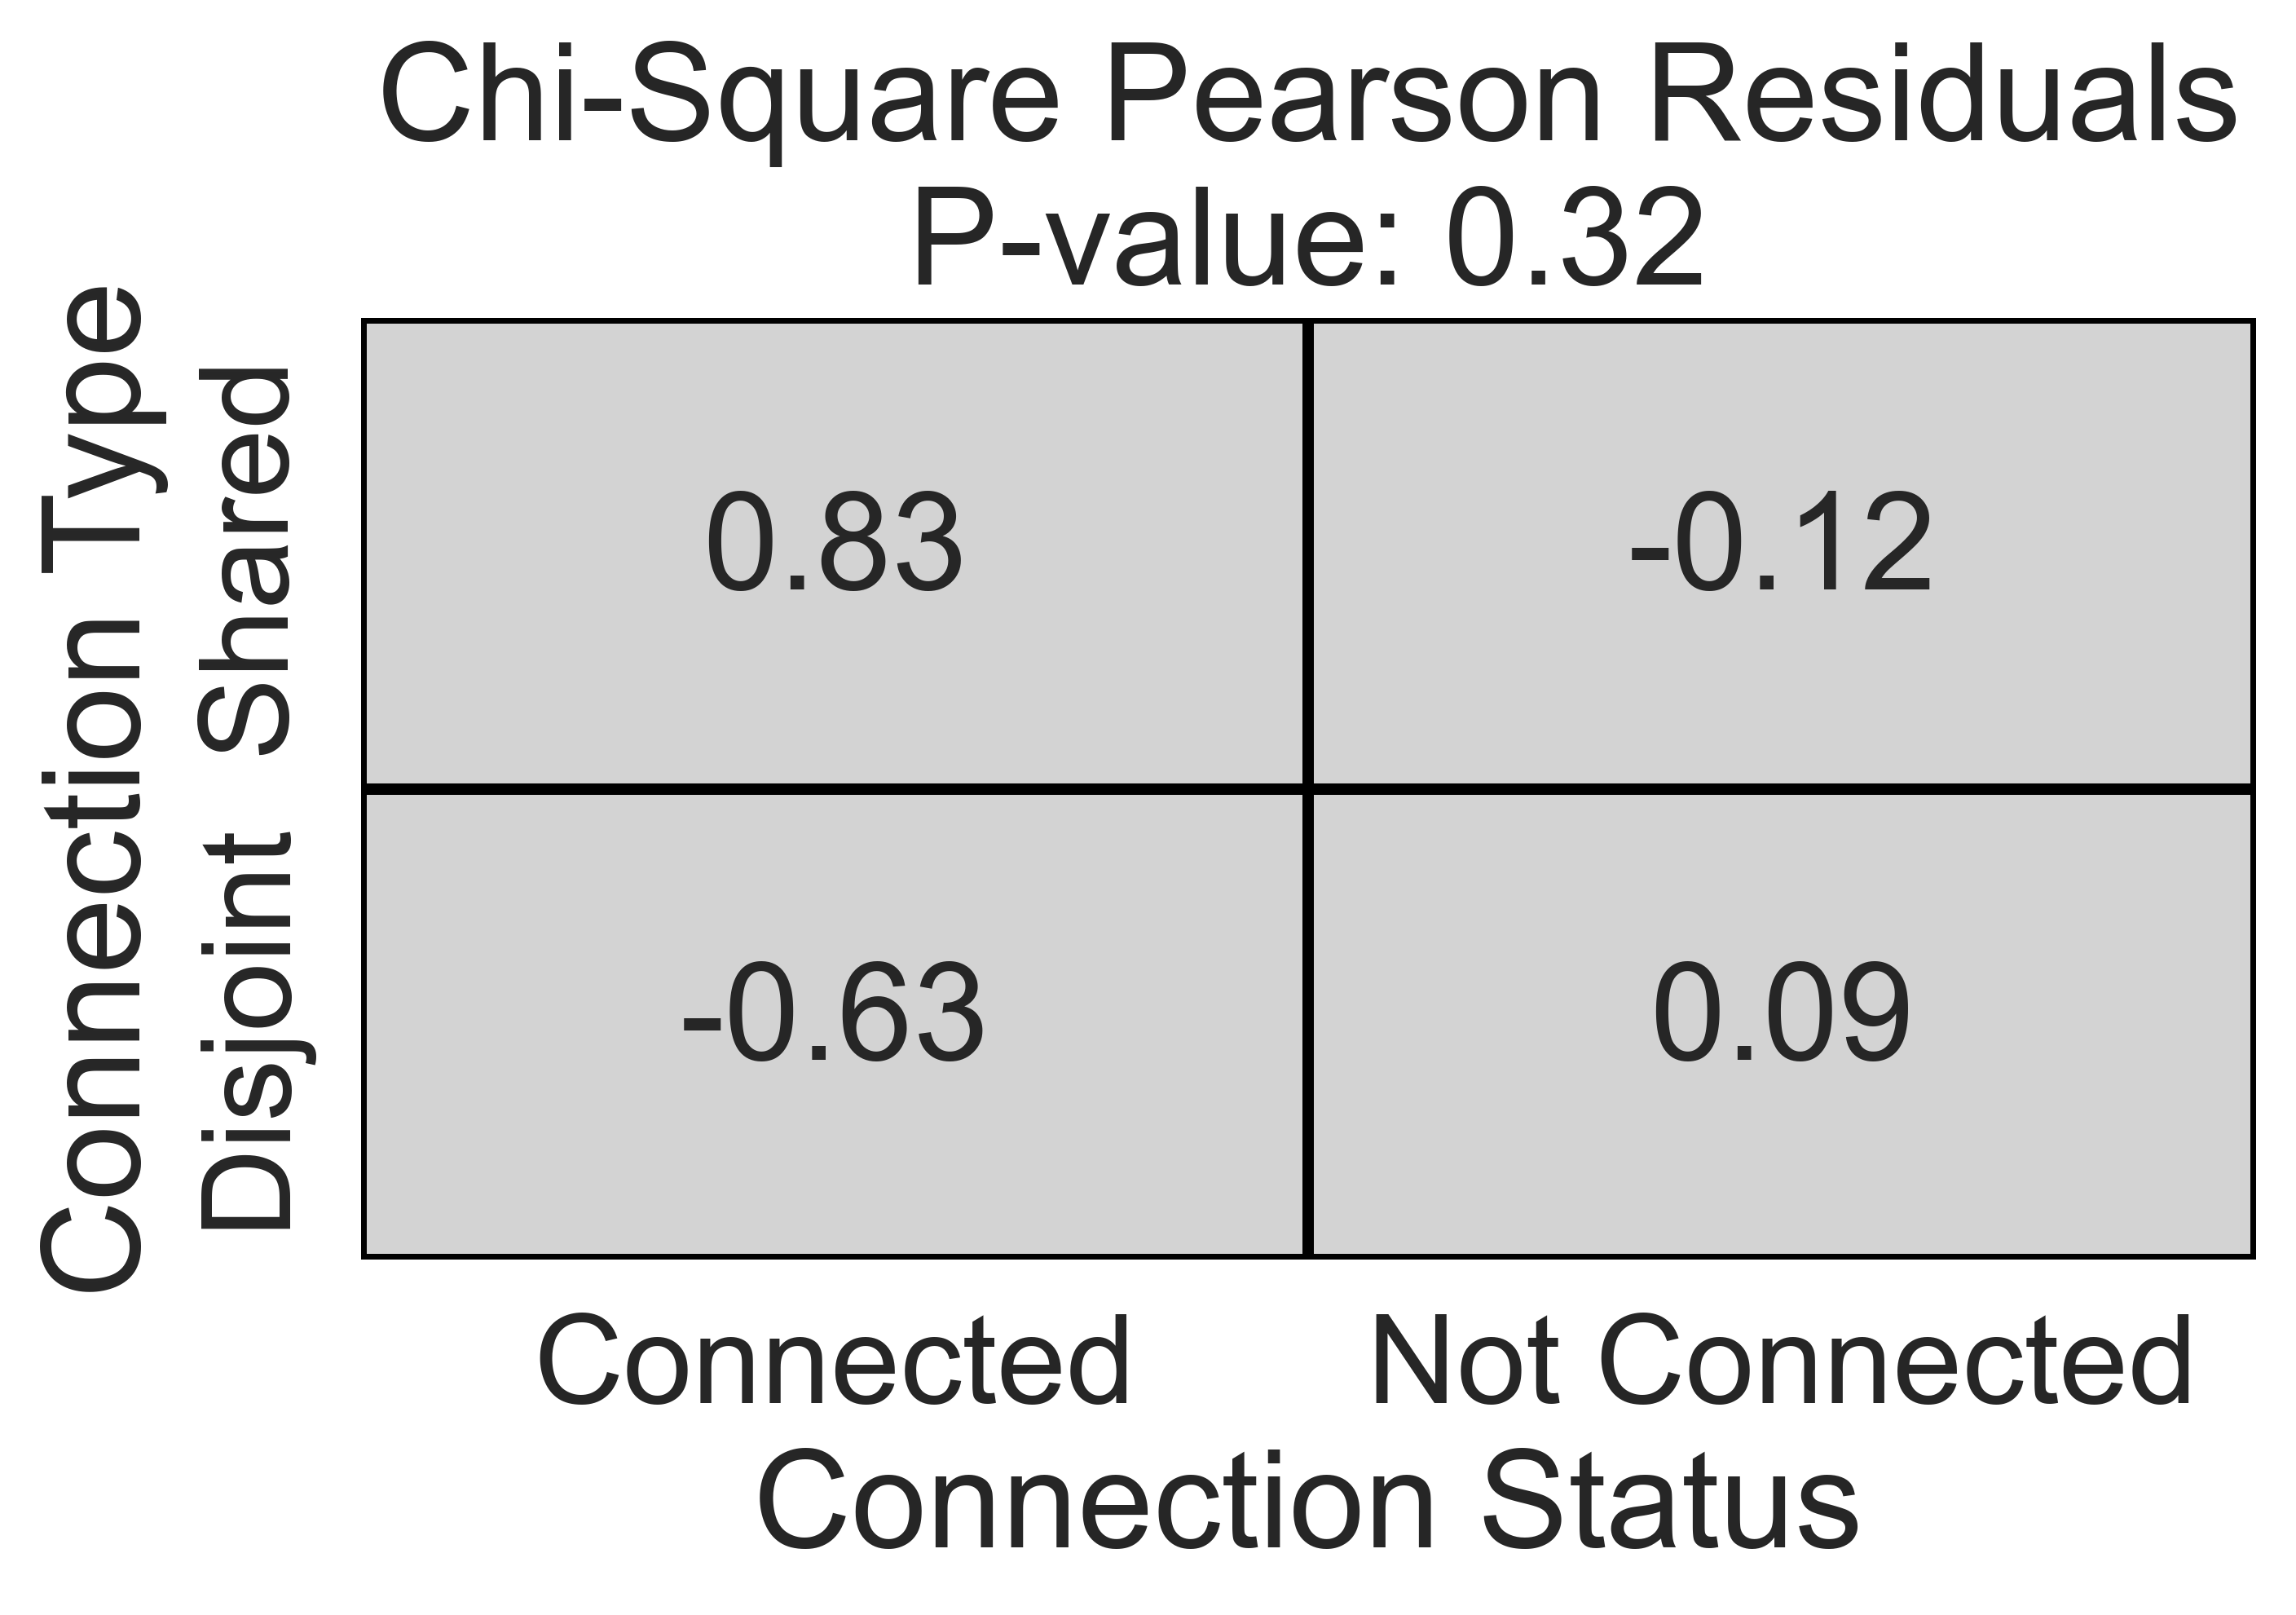 Chi-Square Pearson Residuals
P-value: 0.32
Connection Type
Shared
Disjoint
0.83 -0.12
-0.63 0.09
Connected Not Connected
Connection Status